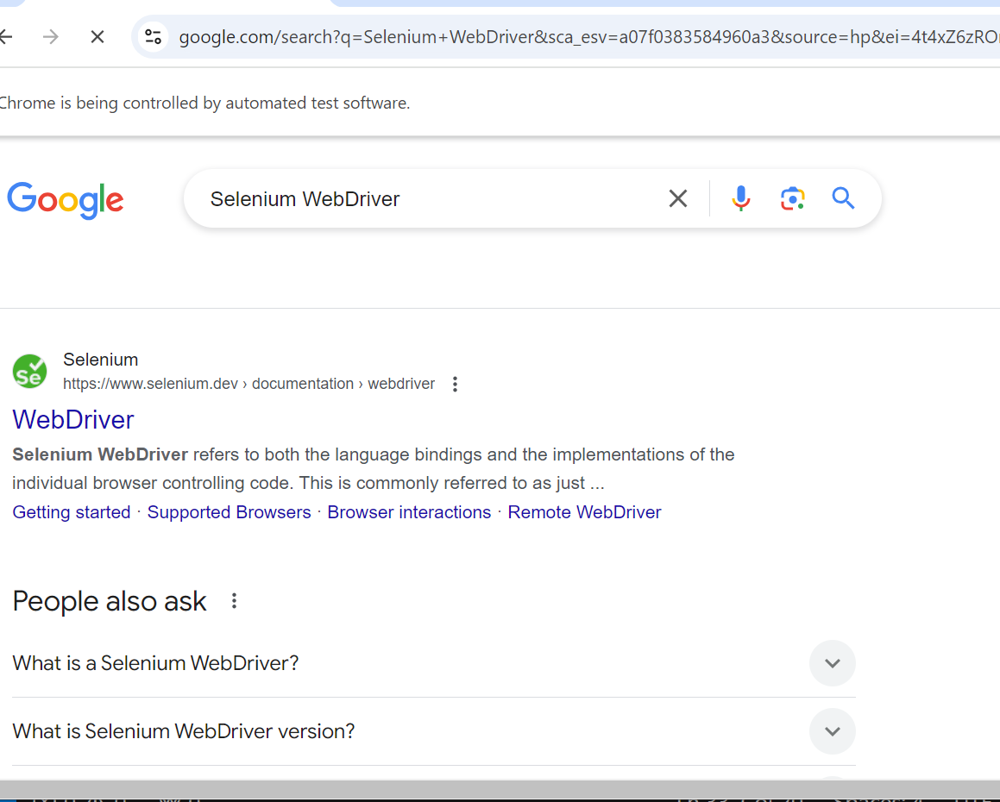 google.com/search?q=Selenium+WebDriver&sca_esv=a07f0383584960a3&source=hp&ei=4t4xZ6zRO
Chrome is being controlled by automated test software.
Google
Selenium WebDriver
Se
Selenium
https://www.selenium.dev › documentation › webdriver
WebDriver
Selenium WebDriver refers to both the language bindings and the implementations of the
individual browser controlling code. This is commonly referred to as just ...
Getting started · Supported Browsers · Browser interactions · Remote WebDriver
People also ask
What is a Selenium WebDriver?
What is Selenium WebDriver version?